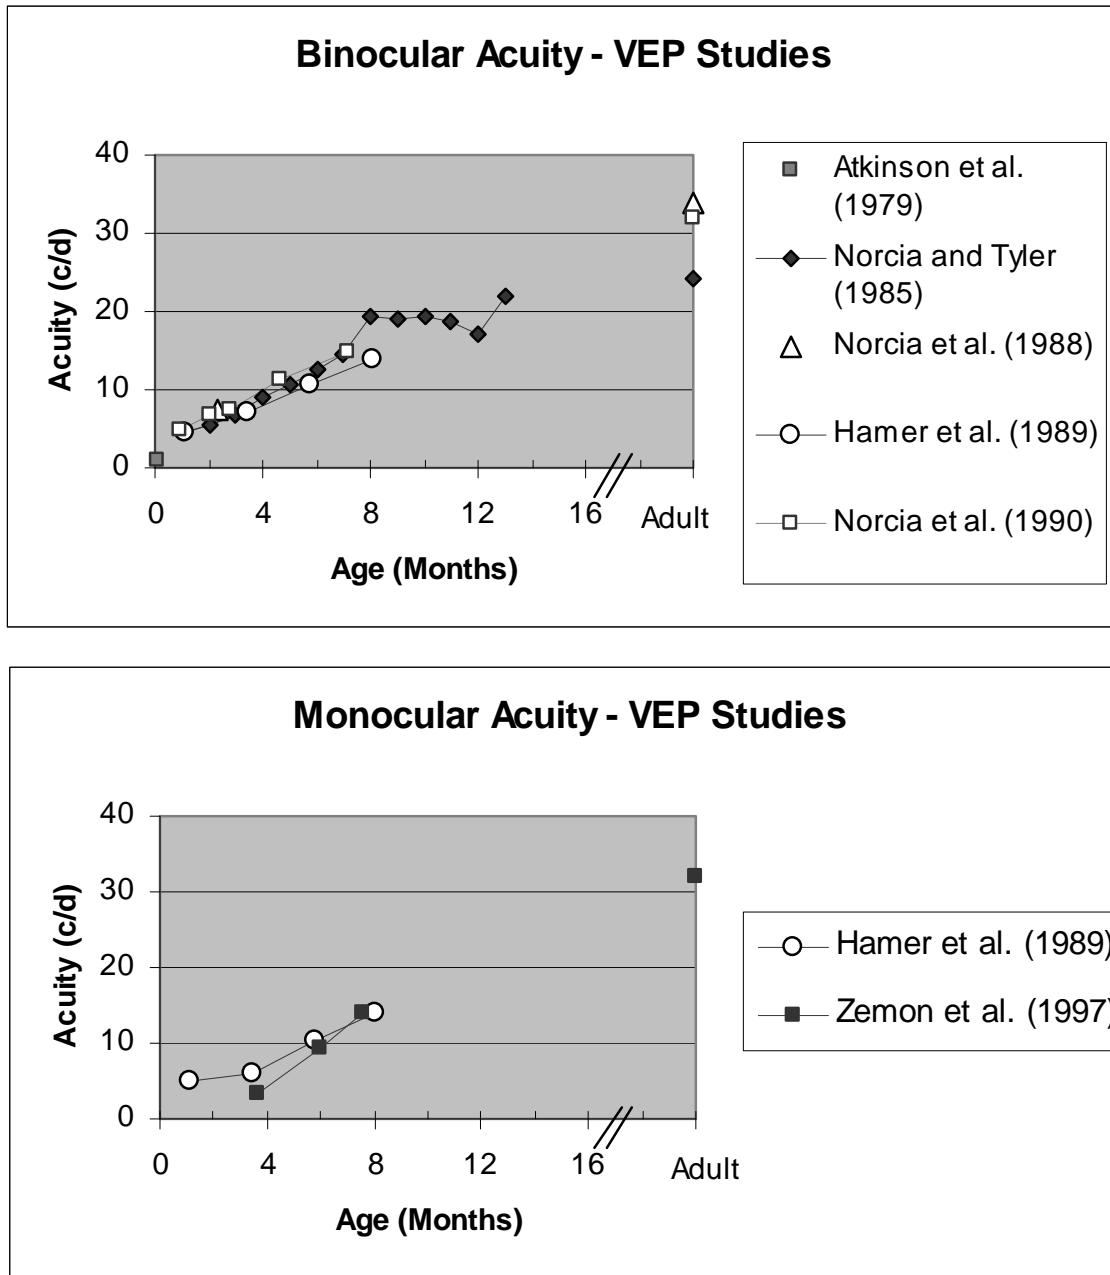 Binocular Acuity - VEP Studies
Acuity (c/d)
40
30
20
10
0
0 4 8 12 16 Adult
Age (Months)
Atkinson et al.
(1979)
Norcia and Tyler
(1985)
Norcia et al. (1988)
Hamer et al. (1989)
Norcia et al. (1990)
Monocular Acuity - VEP Studies
Acuity (c/d)
40
30
20
10
0
0 4 8 12 16 Adult
Age (Months)
Hamer et al. (1989)
Zemon et al. (1997)